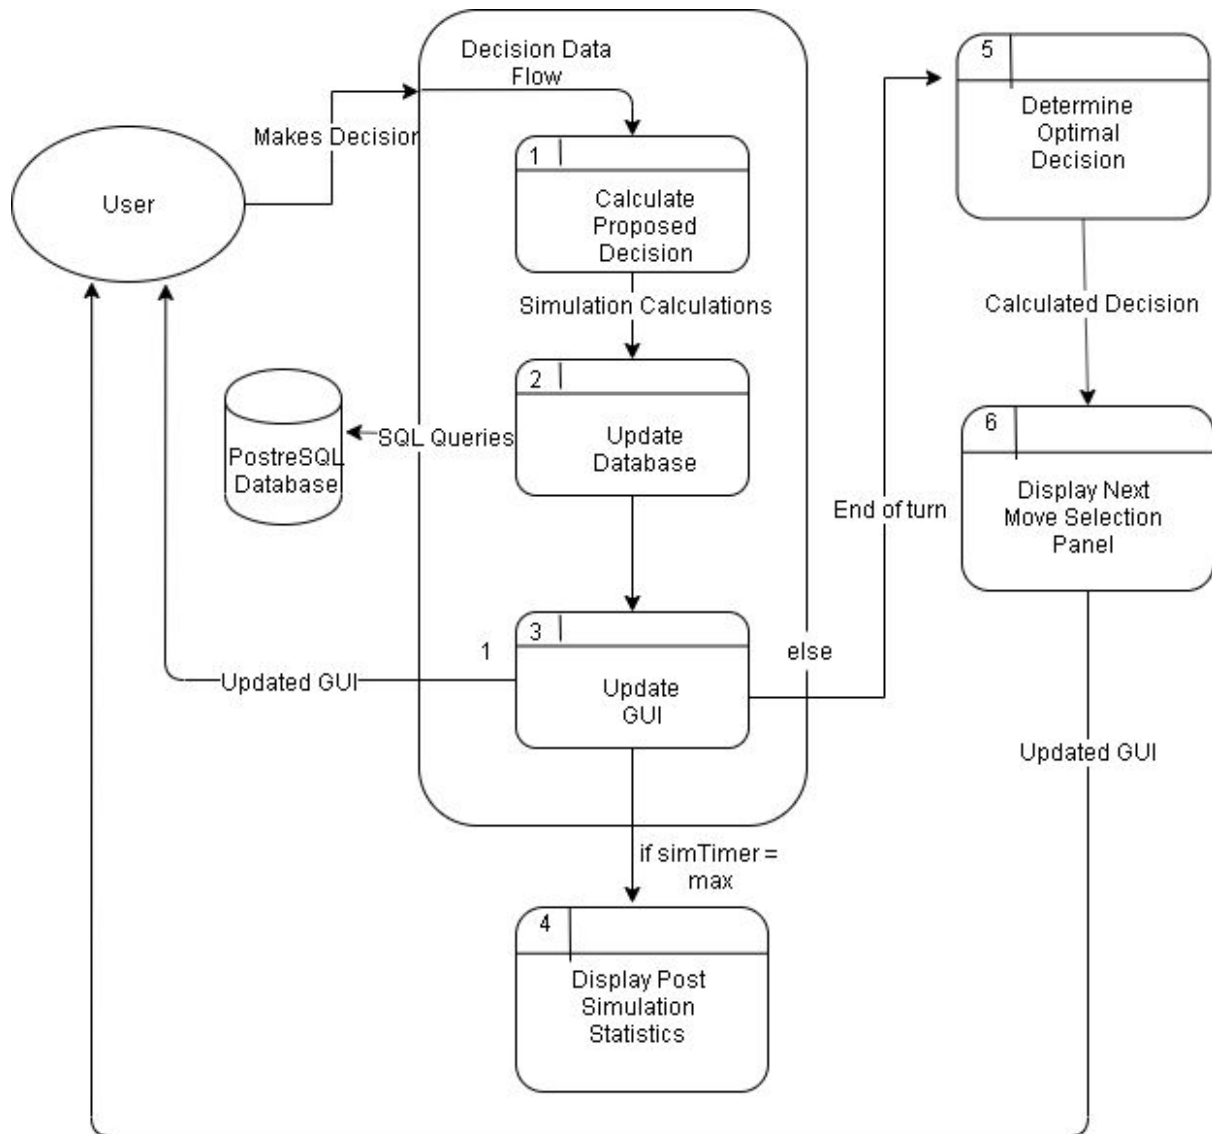 Decision Data
Flow
5
Determine
Optimal
Decision
Makes Decision
1
Calculate
Proposed
Decision
User
Simulation Calculations
Calculated Decision
2
Update
Database
SQL Queries
PostreSQL
Database
6
Display Next
Move Selection
Panel
End of turn
3
Update
GUI
1
else
Updated GUI
Updated GUI
if simTimer =
max
4
Display Post
Simulation
Statistics